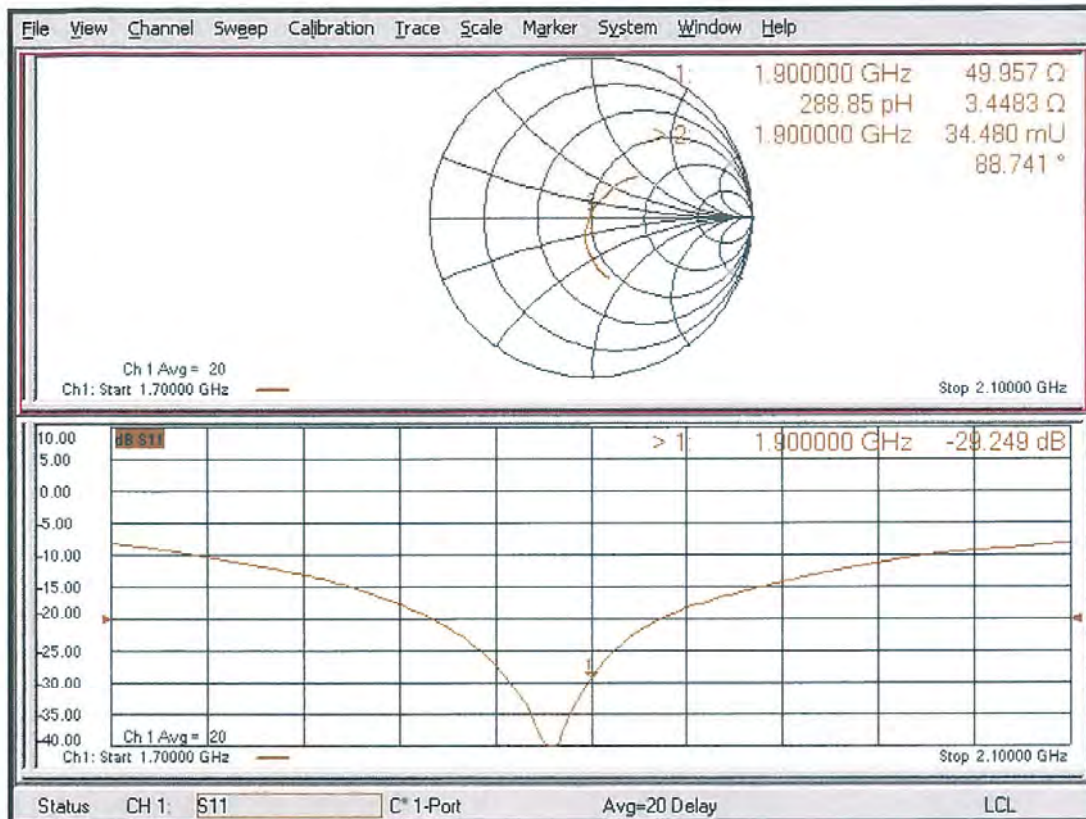 File View Channel Sweep Calibration Trace Scale Marker System Window Help
1: 1.900000 GHz 49.957 Ω
288.85 pH 3.4483 Ω
> 2: 1.900000 GHz 34.480 mU
88.741 °
Ch 1 Avg = 20
Ch1: Start 1.70000 GHz
Stop 2.10000 GHz
10.00
dB S11
> 1: 1.900000 GHz -29.249 dB
5.00
0.00
-5.00
-10.00
-15.00
-20.00
-25.00
-30.00
-35.00
-40.00
1
Ch 1 Avg = 20
Ch1: Start 1.70000 GHz
Stop 2.10000 GHz
Status CH 1: S11 C* 1-Port Avg=20 Delay LCL